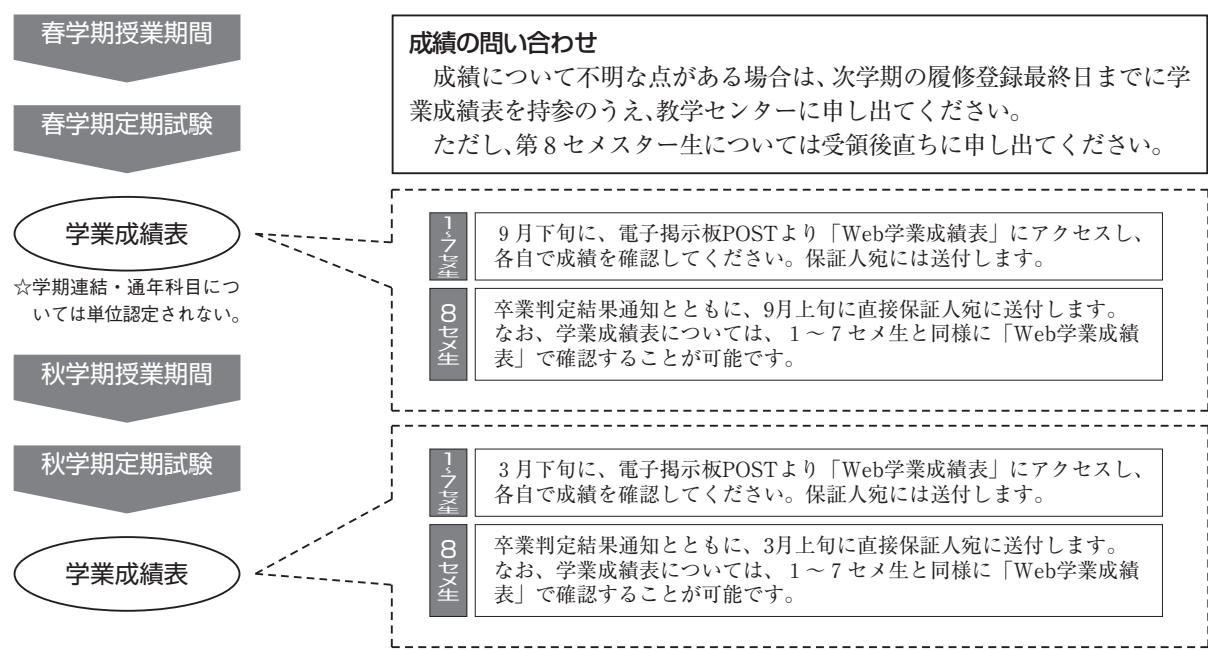 春学期授業期間
春学期定期試験
学業成績表
☆学期連結・通年科目につ
いては単位認定されない。
秋学期授業期間
秋学期定期試験
学業成績表
成績の問い合わせ
成績について不明な点がある場合は、次学期の履修登録最終日までに学
業成績表を持参のうえ、教学センターに申し出てください。
ただし、第8セメスター生については受領後直ちに申し出てください。
1~7セメ生
9月下旬に、電子掲示板POSTより「Web学業成績表」にアクセスし、
各自で成績を確認してください。保証人宛には送付します。
8セメ生
卒業判定結果通知とともに、9月上旬に直接保証人宛に送付します。
なお、学業成績表については、1～7セメ生と同様に「Web学業成績
表」で確認することが可能です。
1~7セメ生
3月下旬に、電子掲示板POSTより「Web学業成績表」にアクセスし、
各自で成績を確認してください。保証人宛には送付します。
8セメ生
卒業判定結果通知とともに、3月上旬に直接保証人宛に送付します。
なお、学業成績表については、1～7セメ生と同様に「Web学業成績
表」で確認することが可能です。